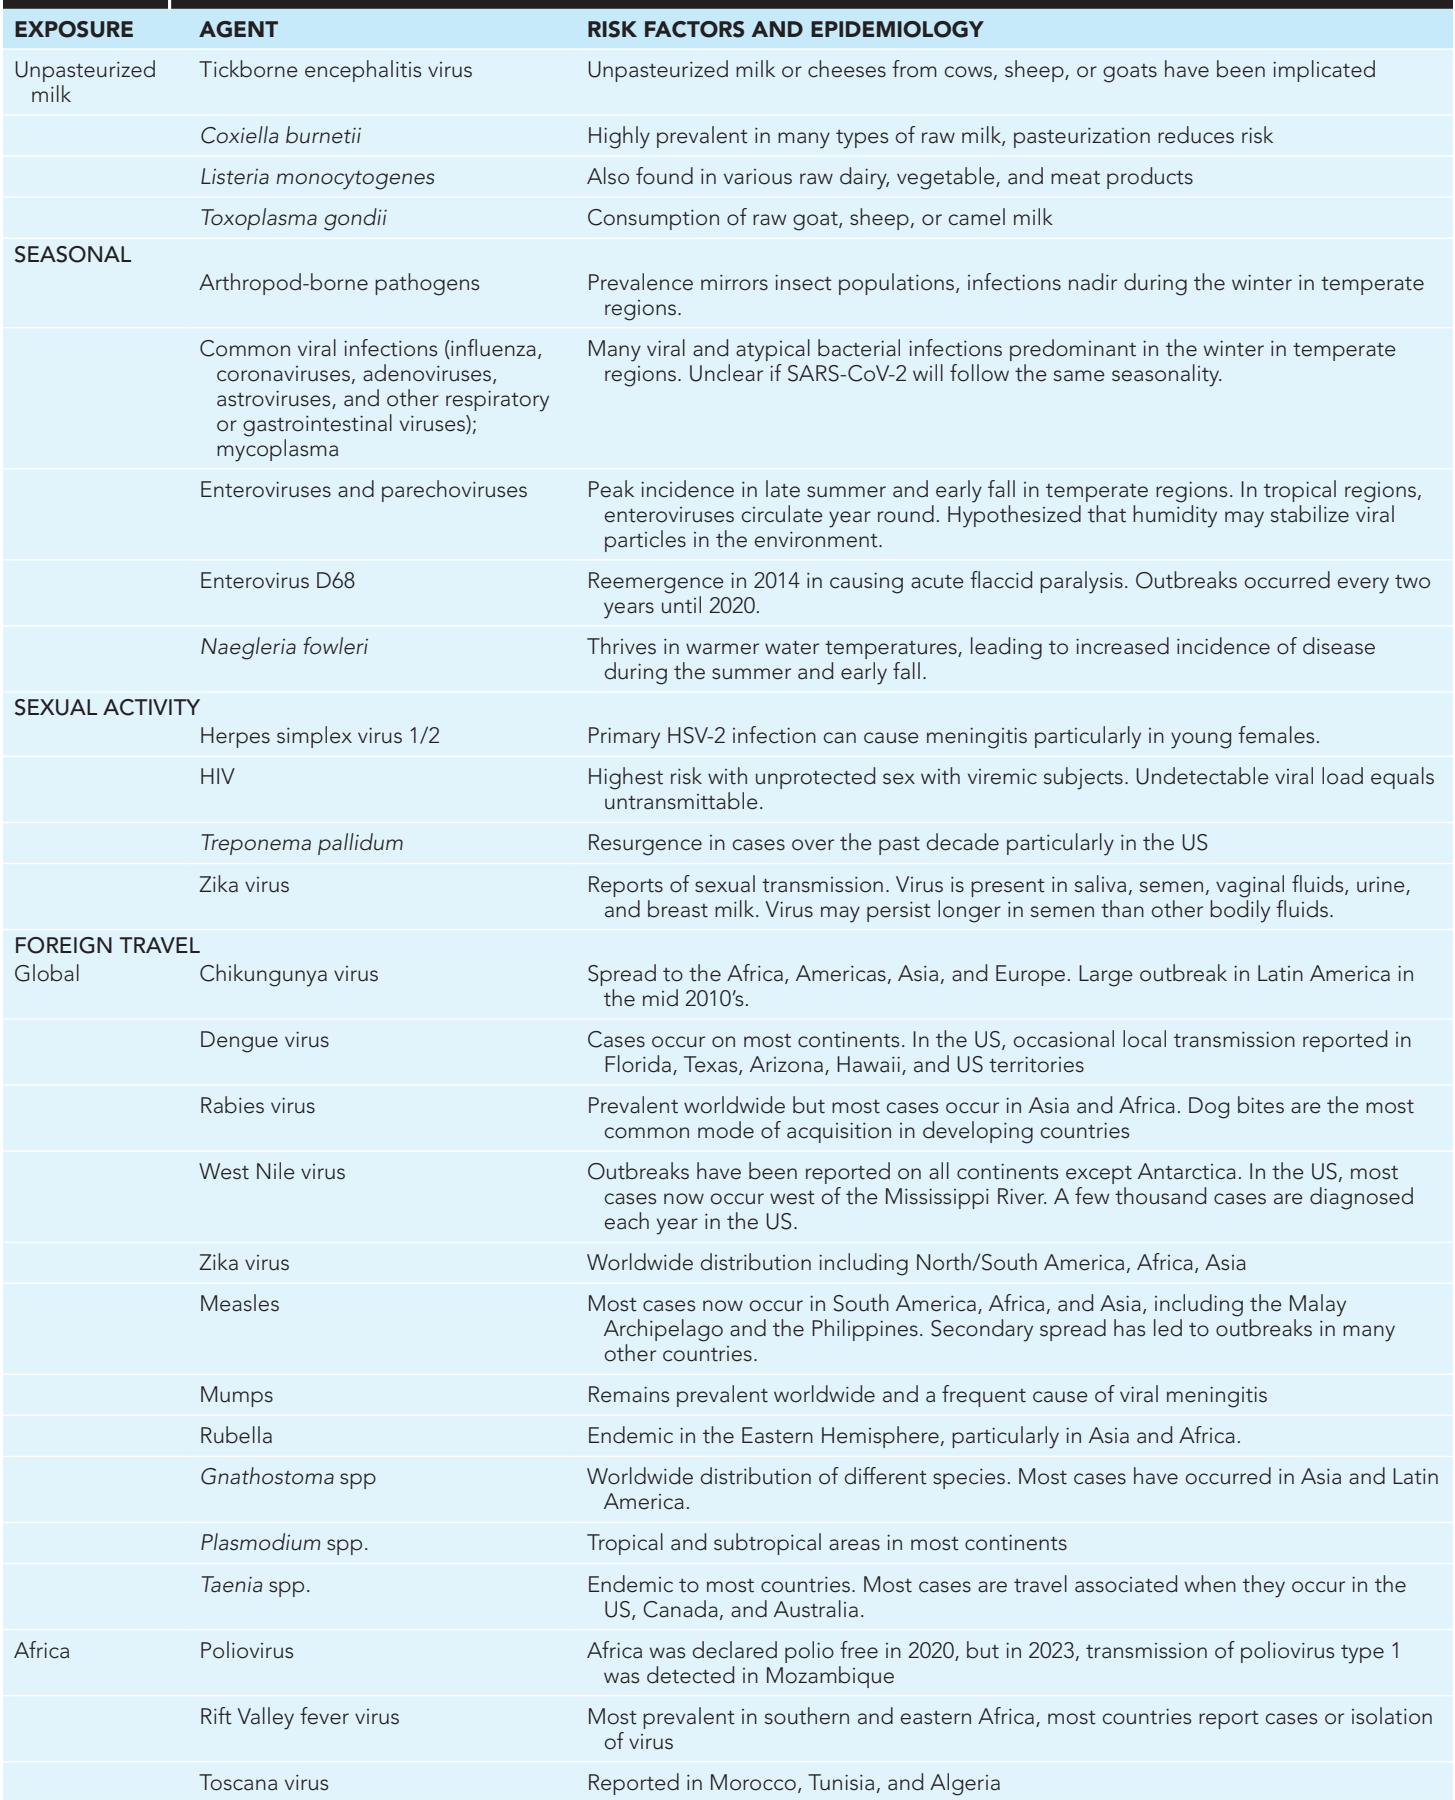 EXPOSURE AGENT RISK FACTORS AND EPIDEMIOLOGY
Unpasteurized Tickborne encephalitis virus Unpasteurized milk or cheeses from cows, sheep, or goats have been implicated
milk
Coxiella burnetii Highly prevalent in many types of raw milk, pasteurization reduces risk
Listeria monocytogenes Also found in various raw dairy, vegetable, and meat products
Toxoplasma gondii Consumption of raw goat, sheep, or camel milk
SEASONAL
Arthropod-borne pathogens Prevalence mirrors insect populations, infections nadir during the winter in temperate
regions.
Common viral infections (influenza, Many viral and atypical bacterial infections predominant in the winter in temperate
coronaviruses, adenoviruses, regions. Unclear if SARS-CoV-2 will follow the same seasonality.
astroviruses, and other respiratory
or gastrointestinal viruses);
mycoplasma
Enteroviruses and parechoviruses Peak incidence in late summer and early fall in temperate regions. In tropical regions,
enteroviruses circulate year round. Hypothesized that humidity may stabilize viral
particles in the environment.
Enterovirus D68 Reemergence in 2014 in causing acute flaccid paralysis. Outbreaks occurred every two
years until 2020.
Naegleria fowleri Thrives in warmer water temperatures, leading to increased incidence of disease
during the summer and early fall.
SEXUAL ACTIVITY
Herpes simplex virus 1/2 Primary HSV-2 infection can cause meningitis particularly in young females.
HIV Highest risk with unprotected sex with viremic subjects. Undetectable viral load equals
untransmittable.
Treponema pallidum Resurgence in cases over the past decade particularly in the US
Zika virus Reports of sexual transmission. Virus is present in saliva, semen, vaginal fluids, urine,
and breast milk. Virus may persist longer in semen than other bodily fluids.
FOREIGN TRAVEL
Global Chikungunya virus Spread to the Africa, Americas, Asia, and Europe. Large outbreak in Latin America in
the mid 2010's.
Dengue virus Cases occur on most continents. In the US, occasional local transmission reported in
Florida, Texas, Arizona, Hawaii, and US territories
Rabies virus Prevalent worldwide but most cases occur in Asia and Africa. Dog bites are the most
common mode of acquisition in developing countries
West Nile virus Outbreaks have been reported on all continents except Antarctica. In the US, most
cases now occur west of the Mississippi River. A few thousand cases are diagnosed
each year in the US.
Zika virus Worldwide distribution including North/South America, Africa, Asia
Measles Most cases now occur in South America, Africa, and Asia, including the Malay
Archipelago and the Philippines. Secondary spread has led to outbreaks in many
other countries.
Mumps Remains prevalent worldwide and a frequent cause of viral meningitis
Rubella Endemic in the Eastern Hemisphere, particularly in Asia and Africa.
Gnathostoma spp Worldwide distribution of different species. Most cases have occurred in Asia and Latin
America.
Plasmodium spp. Tropical and subtropical areas in most continents
Taenia spp. Endemic to most countries. Most cases are travel associated when they occur in the
US, Canada, and Australia.
Africa Poliovirus Africa was declared polio free in 2020, but in 2023, transmission of poliovirus type 1
was detected in Mozambique
Rift Valley fever virus Most prevalent in southern and eastern Africa, most countries report cases or isolation
of virus
Toscana virus Reported in Morocco, Tunisia, and Algeria